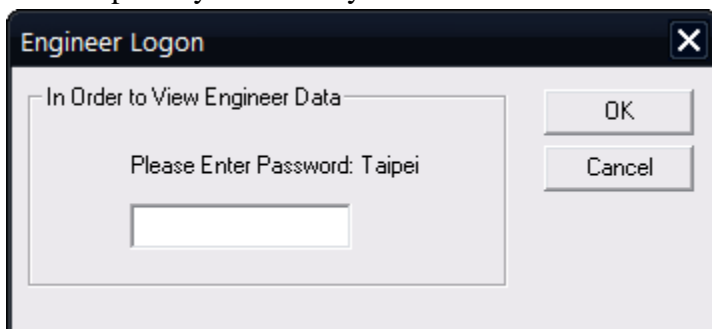 Engineer Logon
In Order to View Engineer Data
OK
Please Enter Password: Taipei
Cancel